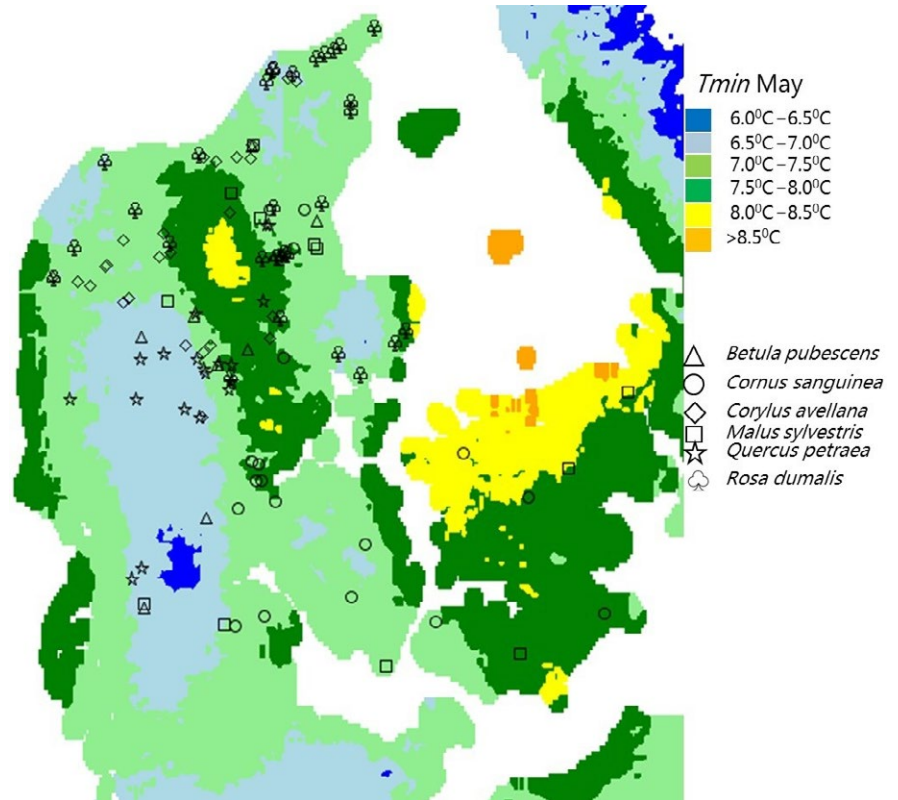 Tmin May
6.0⁰C – 6.5⁰C
6.5⁰C – 7.0⁰C
7.0⁰C – 7.5⁰C
7.5⁰C – 8.0⁰C
8.0⁰C – 8.5⁰C
>8.5⁰C
Betula pubescens
Cornus sanguinea
Corylus avellana
Malus sylvestris
Quercus petraea
Rosa dumalis